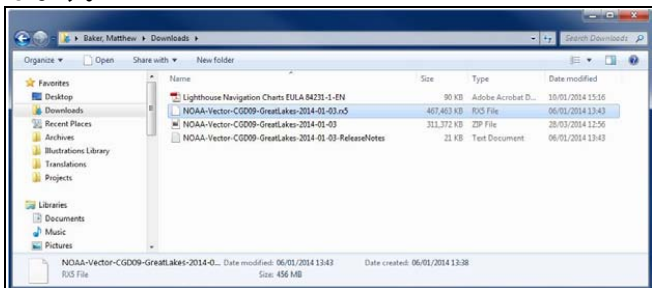 Baker, Matthew ▸ Downloads ▸
Search Downloads
Organize Open Share with New folder
Name Size Type Date modified
Favorites
Desktop
Downloads
Recent Places
Archives
Illustrations Library
Translations
Projects
Libraries
Documents
Music
Pictures
Lighthouse Navigation Charts EULA 84231-1-EN 90 KB Adobe Acrobat D... 10/01/2014 15:16
NOAA-Vector-CGD09-GreatLakes-2014-01-03.rx5 467,463 KB RX5 File 06/01/2014 13:43
NOAA-Vector-CGD09-GreatLakes-2014-01-03 311,372 KB ZIP File 28/03/2014 12:56
NOAA-Vector-CGD09-GreatLakes-2014-01-03-ReleaseNotes 21 KB Text Document 06/01/2014 13:43
NOAA-Vector-CGD09-GreatLakes-2014-0... Date modified: 06/01/2014 13:43 Date created: 06/01/2014 13:38
RX5 File Size: 456 MB